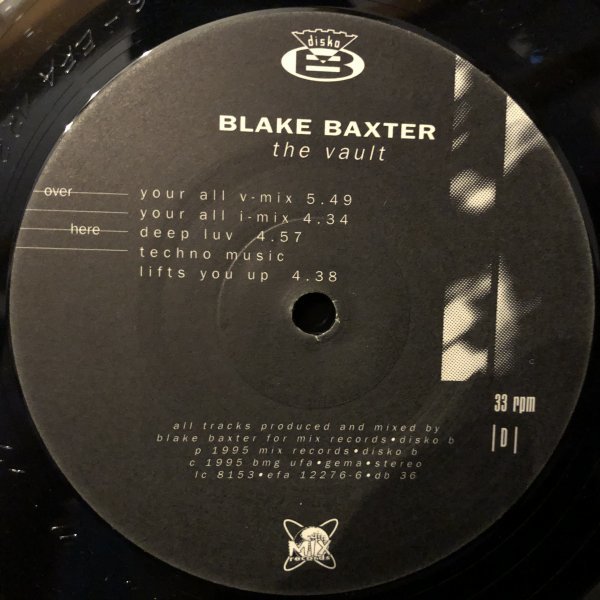 disko
B
BLAKE BAXTER
the vault
over your all v-mix 5.49
your all i-mix 4.34
here deep luv 4.57
techno music
lifts you up 4.38
33 rpm
|D|
all tracks produced and mixed by
blake baxter for mix records•disko b
p 1995 mix records•disko b
c 1995 bmg ufa•gema•stereo
lc 8153•efa 12276-6•db 36
MIX
records